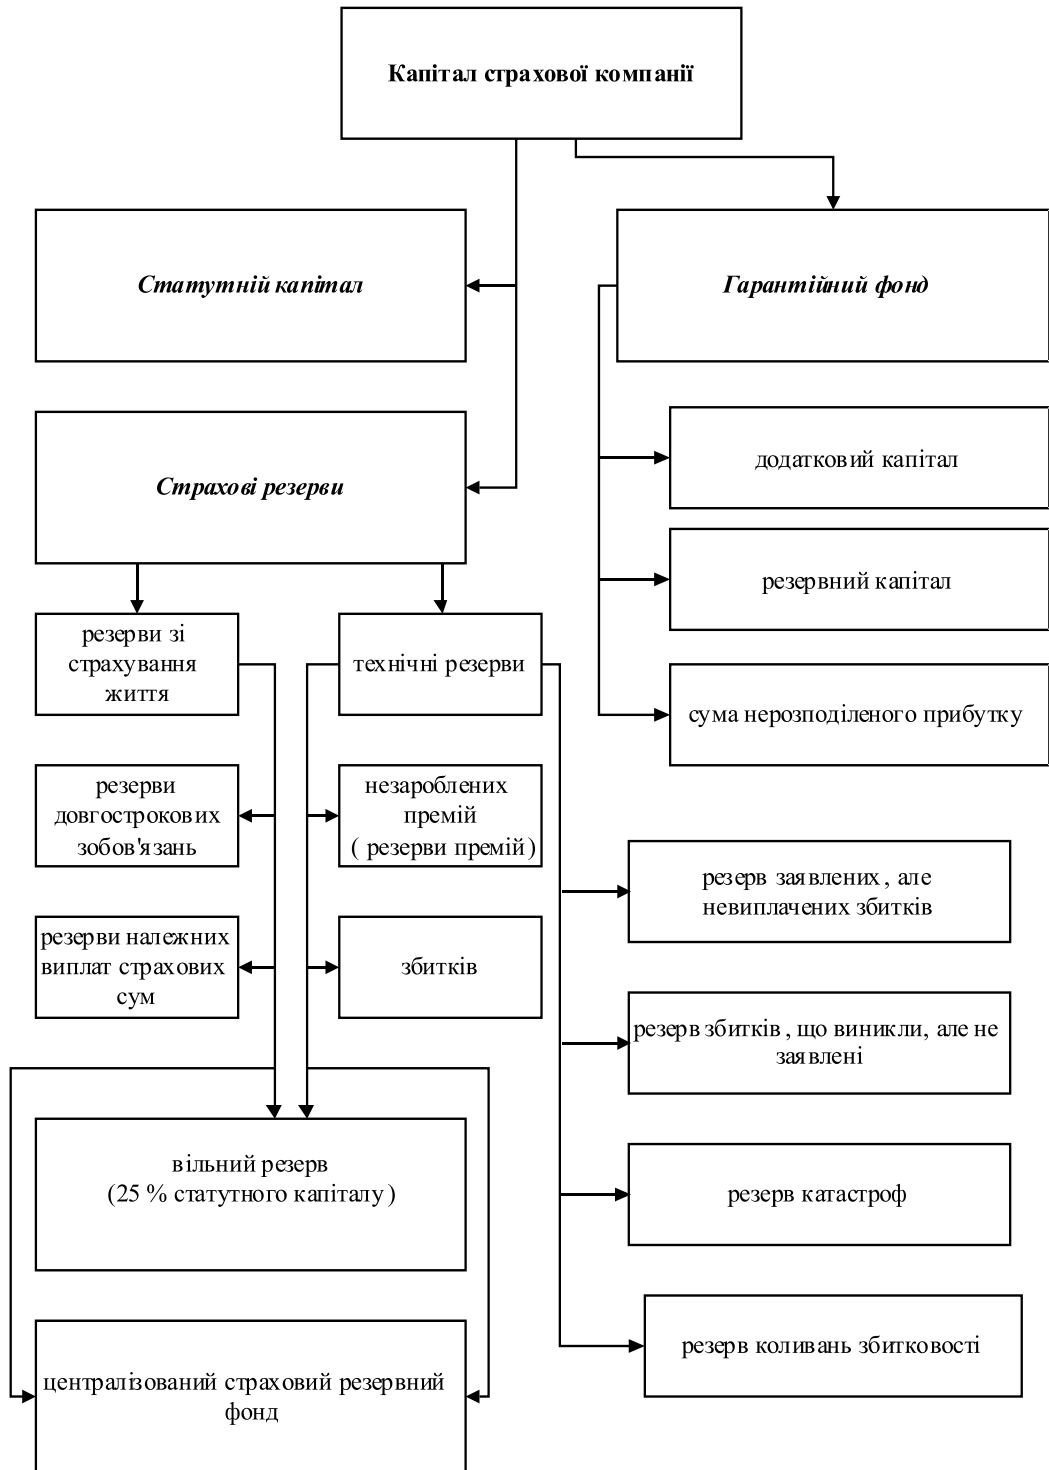 Капітал страхової компанії
Статутній капітал
Гарантійний фонд
Страхові резерви
додатковий капітал
резервний капітал
сума нерозподіленого прибутку
резерви зі
страхування
життя
технічні резерви
резерви
довгострокових
зобов'язань
незароблених
премій
( резерви премій)
резерви належних
виплат страхових
сум
збитків
резерв заявлених, але
невиплачених збитків
резерв збитків, що виникли, але не
заявлені
резерв катастроф
резерв коливань збитковості
вільний резерв
(25 % статутного капіталу)
централізований страховий резервний
фонд